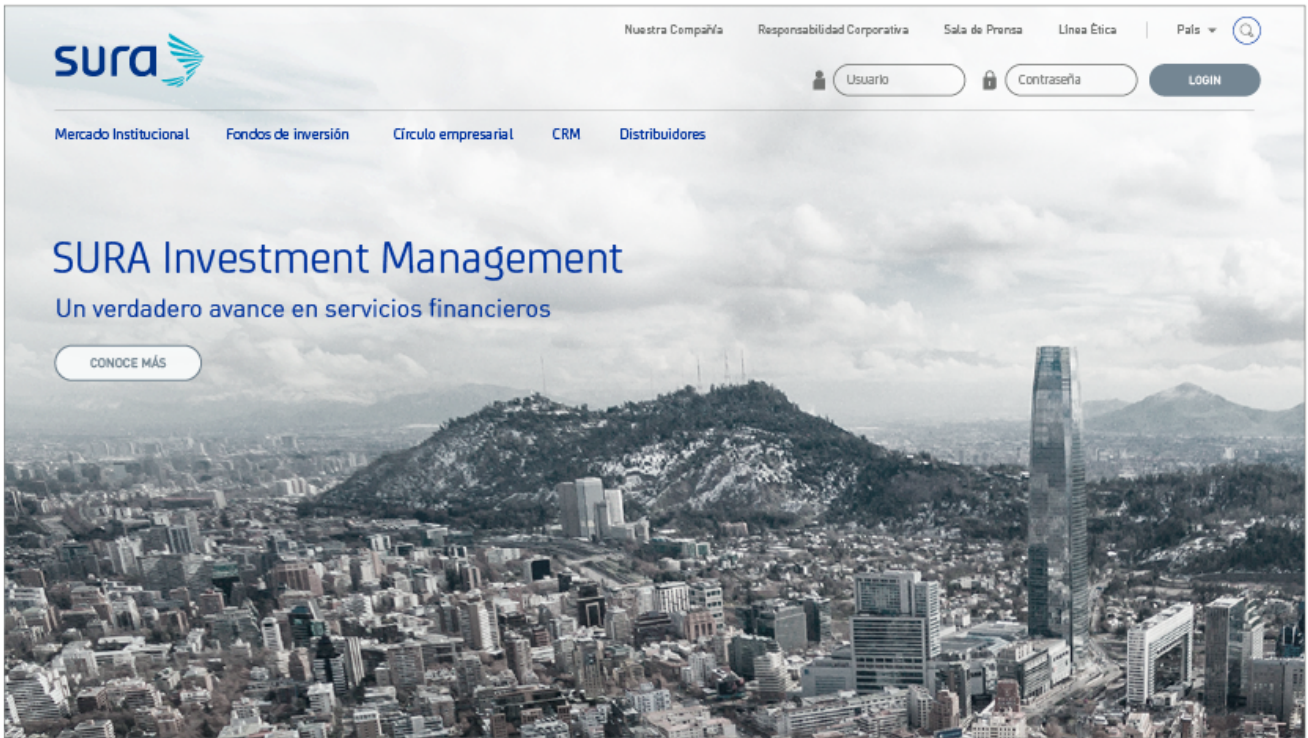 sura
Nuestra Compañía Responsabilidad Corporativa Sala de Prensa Línea Ética País
Usuario Contraseña LOGIN
Mercado Institucional Fondos de inversión Círculo empresarial CRM Distribuidores
SURA Investment Management
Un verdadero avance en servicios financieros
CONOCE MÁS